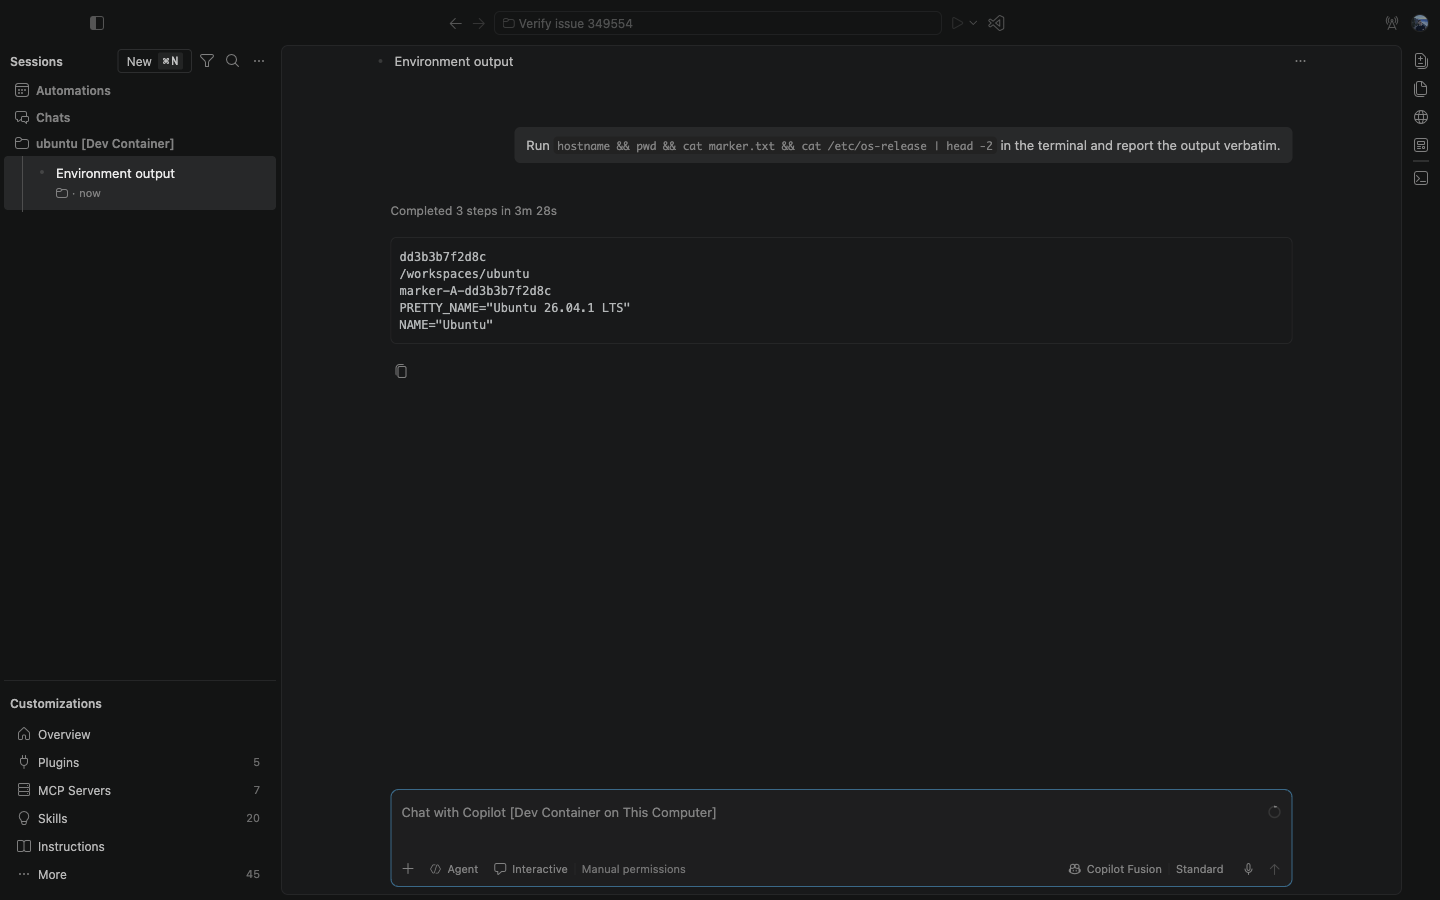 Verify issue 349554
Sessions
New ⌘N
Automations
Chats
ubuntu [Dev Container]
Environment output
· now
Customizations
Overview
Plugins 5
MCP Servers 7
Skills 20
Instructions
··· More 45
Environment output
···
Run hostname && pwd && cat marker.txt && cat /etc/os-release | head -2 in the terminal and report the output verbatim.
Completed 3 steps in 3m 28s
dd3b3b7f2d8c
/workspaces/ubuntu
marker-A-dd3b3b7f2d8c
PRETTY_NAME="Ubuntu 26.04.1 LTS"
NAME="Ubuntu"
Chat with Copilot [Dev Container on This Computer]
Agent Interactive Manual permissions Copilot Fusion Standard